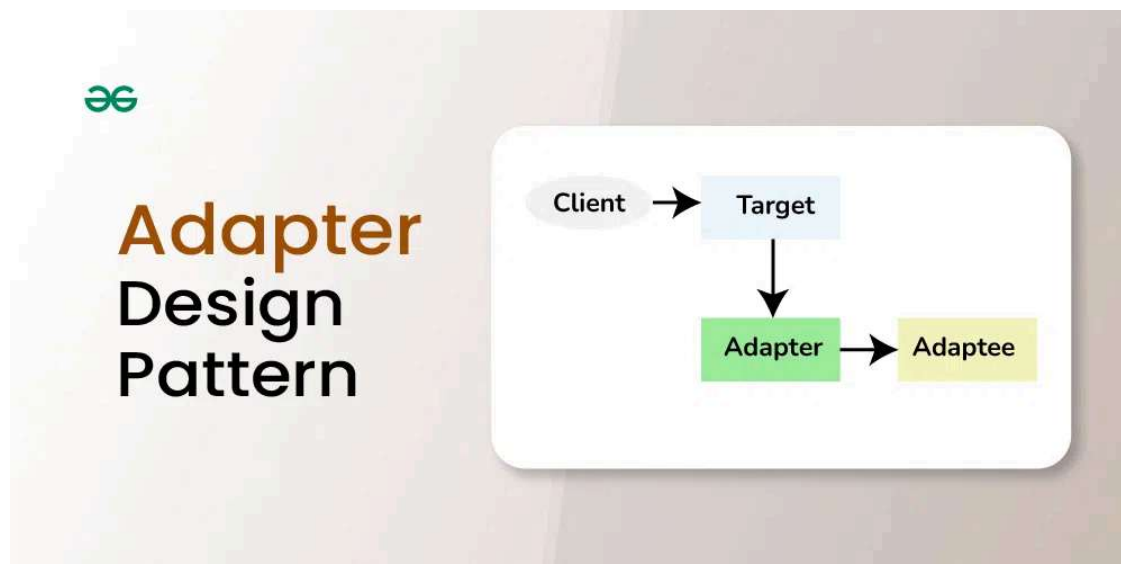 Adapter
Design
Pattern
Client
Target
Adapter
Adaptee